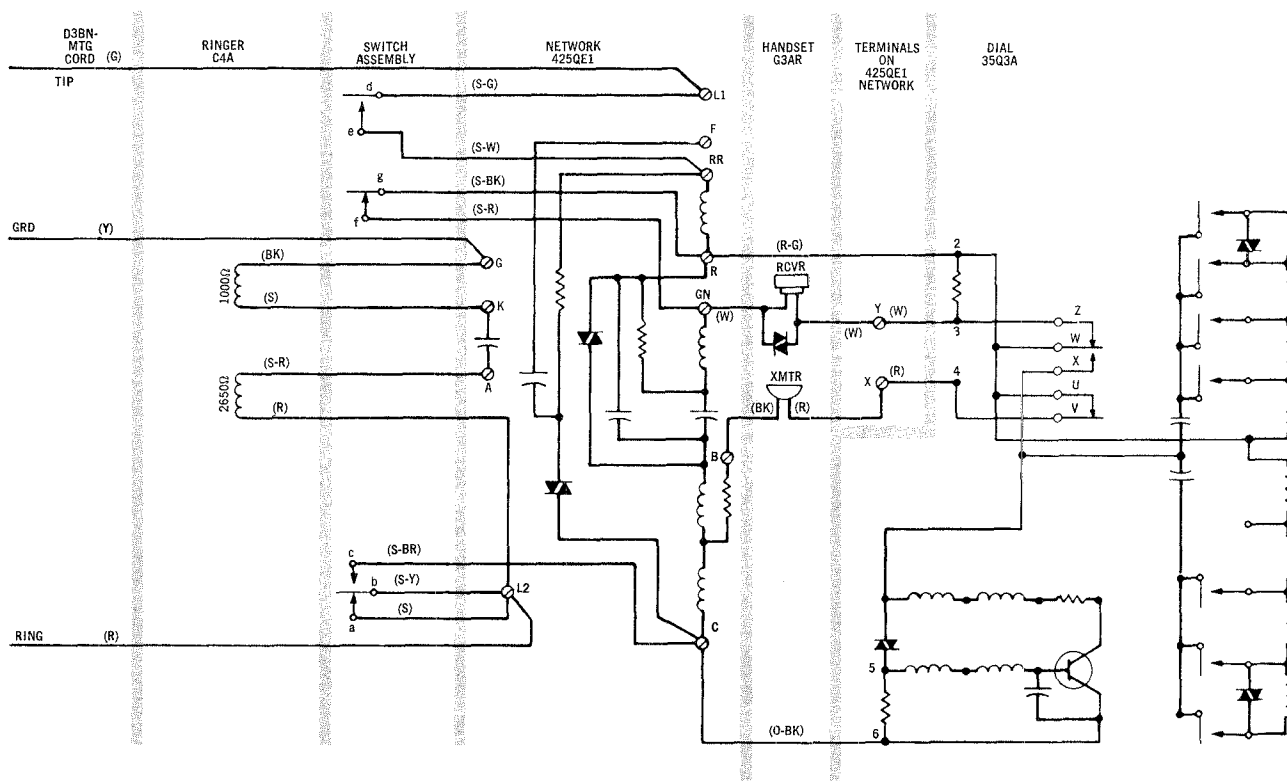 D3BN-
MTG
CORD (G)
TIP
RINGER
C4A
SWITCH
ASSEMBLY
NETWORK
425QE1
HANDSET
G3AR
TERMINALS
ON
425QE1
NETWORK
DIAL
35Q3A
d
(S-G)
L1
e
F
(S-W)
RR
g
(S-BK)
(S-R)
f
GRD (Y)
(BK)
G
1000Ω
(S)
K
R
(R-G)
2
RCVR
GN
(W)
Y (W)
(W)
3
Z
W
X
U
V
(S-R)
A
2650Ω
(R)
XMTR
X
(R)
4
(BK)
(R)
B
c
(S-BR)
b
(S-Y)
L2
(S)
a
RING (R)
C
5
6
(O-BK)